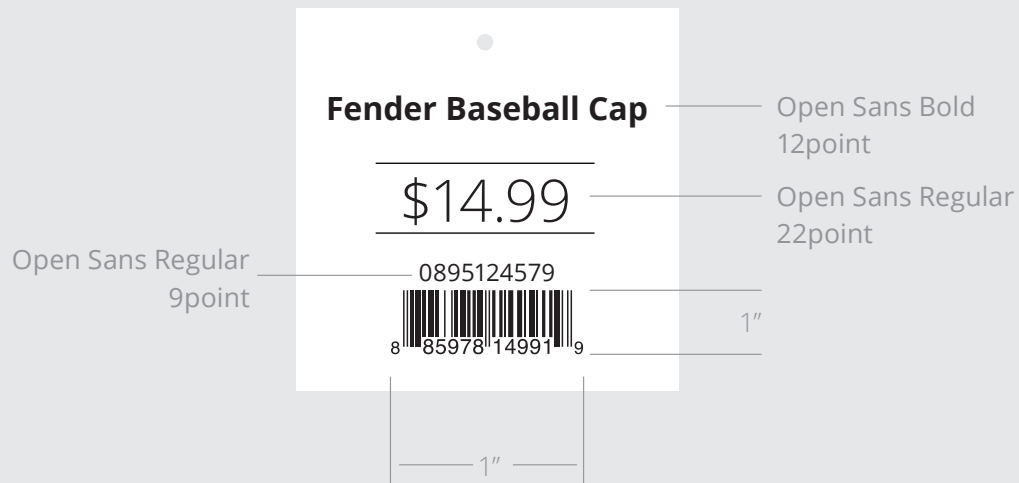 Fender Baseball Cap
Open Sans Bold
12point
$14.99
Open Sans Regular
22point
Open Sans Regular
9point
0895124579
8 85978 14991 9
1”
1”